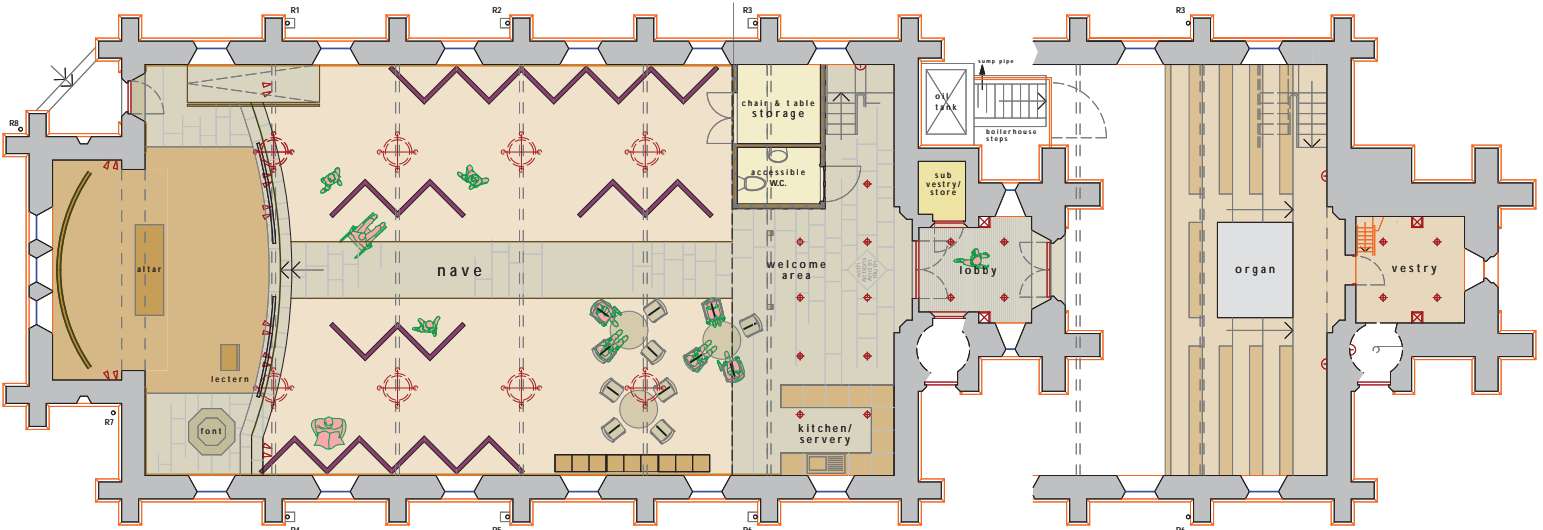 R1
R2
R3
R3
sump pipe
oil
tank
boilerhouse
steps
chair & table
storage
R8
accessible
W.C.
sub
vestry/
store
altar
nave
welcome
area
lobby
organ
vestry
lectern
R7
font
kitchen/
servery
R4
R5
R6
R6